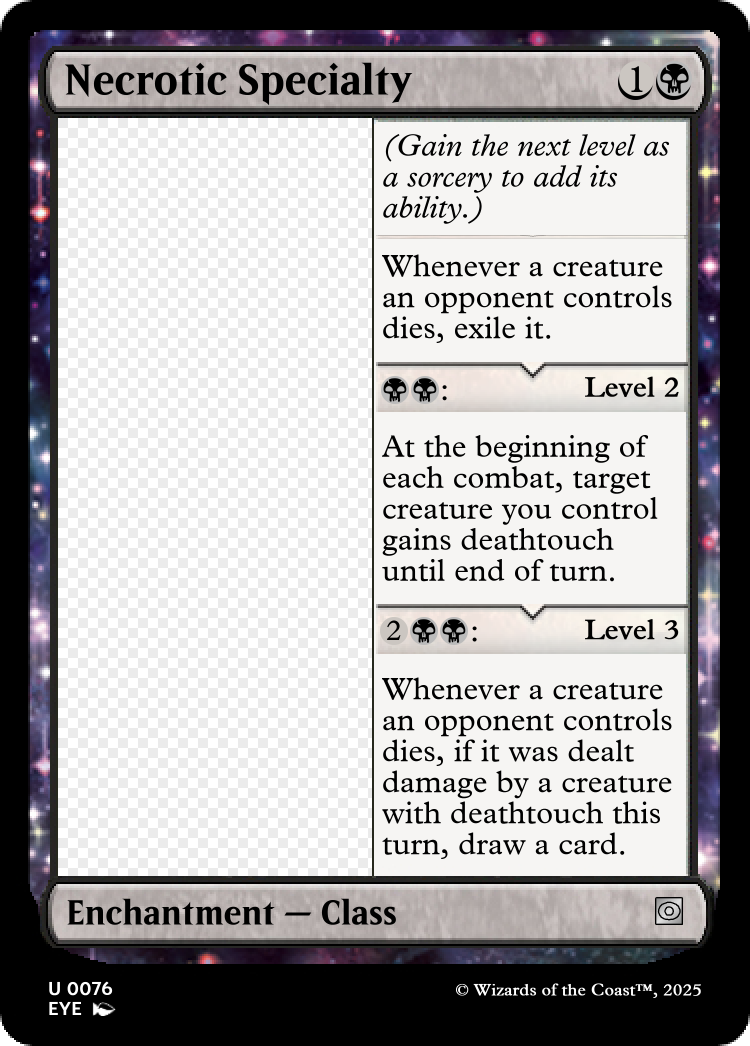 Necrotic Specialty 1
(Gain the next level as
a sorcery to add its
ability.)
Whenever a creature
an opponent controls
dies, exile it.
: Level 2
At the beginning of
each combat, target
creature you control
gains deathtouch
until end of turn.
2 : Level 3
Whenever a creature
an opponent controls
dies, if it was dealt
damage by a creature
with deathtouch this
turn, draw a card.
Enchantment — Class
U 0076
EYE
© Wizards of the Coast™, 2025